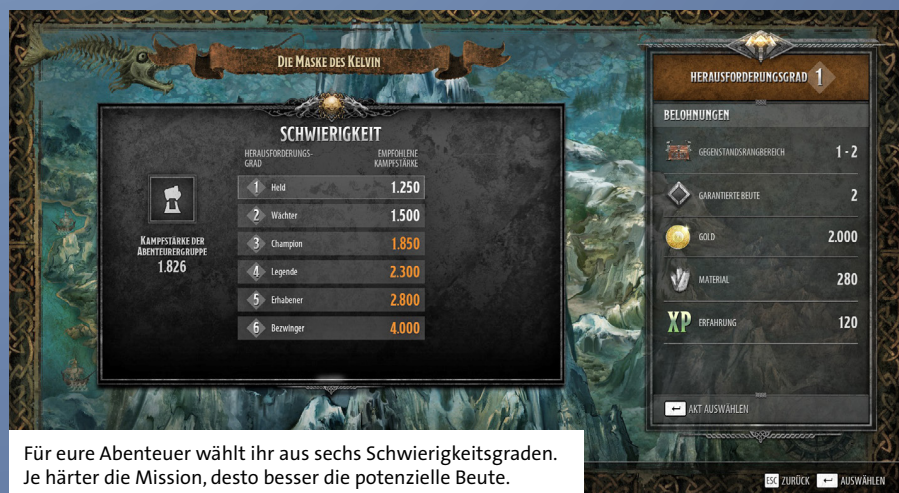 DIE MASKE DES KELVIN
SCHWIERIGKEIT
HERAUSFORDERUNGS-
GRAD
EMPFOHLENE
KAMPFSTÄRKE
1 Held 1.250
2 Wächter 1.500
3 Champion 1.850
4 Legende 2.300
5 Erhabener 2.800
6 Bezwinger 4.000
KAMPFSTÄRKE DER
ABENTEURERGRUPPE
1.826
HERAUSFORDERUNGSGRAD 1
BELOHNUNGEN
GEGENSTANDSRANGBEREICH 1 - 2
GARANTIERTE BEUTE 2
GOLD 2.000
MATERIAL 280
XP ERFAHRUNG 120
AKT AUSWÄHLEN
Für eure Abenteuer wählt ihr aus sechs Schwierigkeitsgraden.
Je härter die Mission, desto besser die potenzielle Beute.
ESC ZURÜCK AUSWÄHLEN